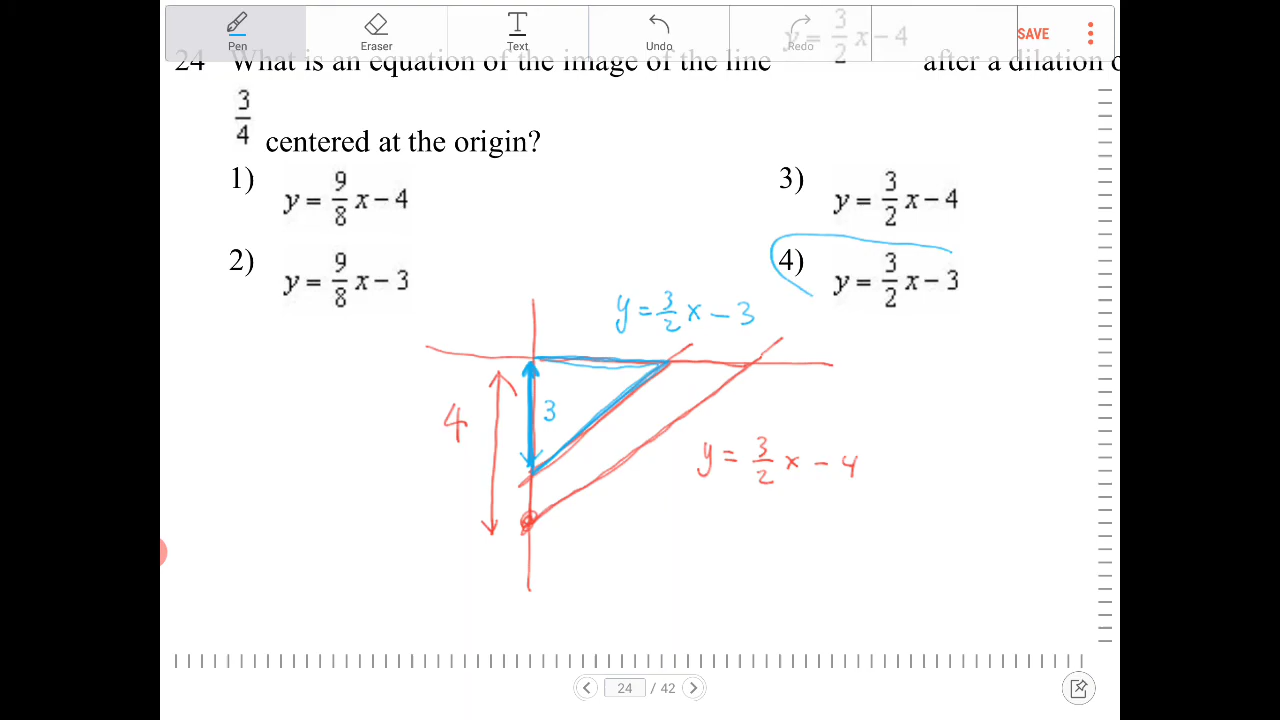 Pen Eraser Text Undo Redo SAVE
y = 3/2 x − 4
24 What is an equation of the image of the line after a dilation
3/4 centered at the origin?
1) y = 9/8 x − 4
3) y = 3/2 x − 4
2) y = 9/8 x − 3
4) y = 3/2 x − 3
y = 3/2 x − 3
3
4
y = 3/2 x − 4
24 / 42